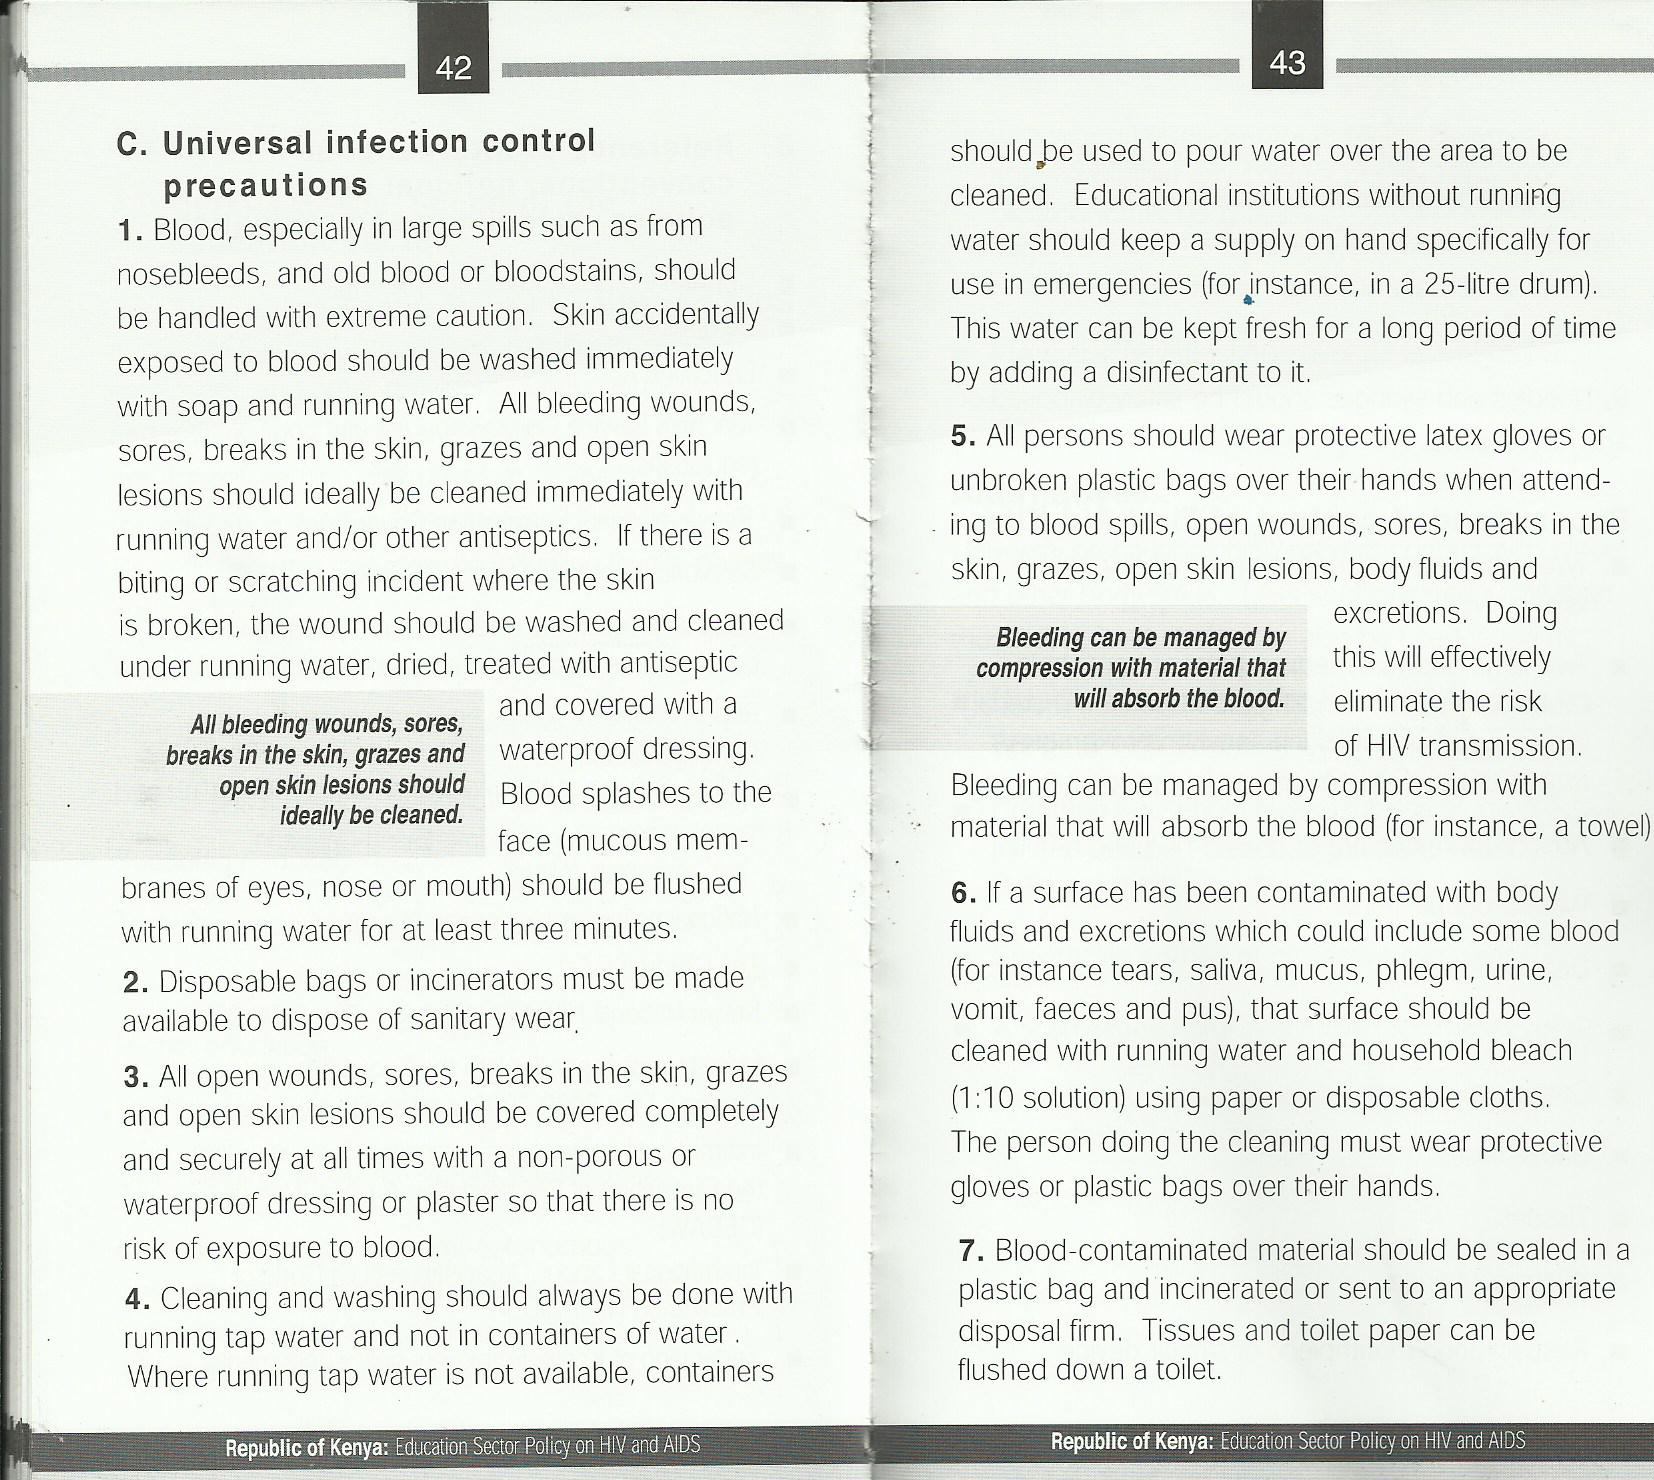 42
C. Universal infection control
precautions
1. Blood, especially in large spills such as from
nosebleeds, and old blood or bloodstains, should
be handled with extreme caution. Skin accidentally
exposed to blood should be washed immediately
with soap and running water. All bleeding wounds,
sores, breaks in the skin, grazes and open skin
lesions should ideally be cleaned immediately with
running water and/or other antiseptics. If there is a
biting or scratching incident where the skin
is broken, the wound should be washed and cleaned
under running water, dried, treated with antiseptic
and covered with a
waterproof dressing.
Blood splashes to the
face (mucous mem-
branes of eyes, nose or mouth) should be flushed
with running water for at least three minutes.
All bleeding wounds, sores,
breaks in the skin, grazes and
open skin lesions should
ideally be cleaned.
2. Disposable bags or incinerators must be made
available to dispose of sanitary wear.
3. All open wounds, sores, breaks in the skin, grazes
and open skin lesions should be covered completely
and securely at all times with a non-porous or
waterproof dressing or plaster so that there is no
risk of exposure to blood.
4. Cleaning and washing should always be done with
running tap water and not in containers of water .
Where running tap water is not available, containers
Republic of Kenya: Education Sector Policy on HIV and AIDS
43
should be used to pour water over the area to be
cleaned. Educational institutions without running
water should keep a supply on hand specifically for
use in emergencies (for instance, in a 25-litre drum).
This water can be kept fresh for a long period of time
by adding a disinfectant to it.
5. All persons should wear protective latex gloves or
unbroken plastic bags over their hands when attend-
ing to blood spills, open wounds, sores, breaks in the
skin, grazes, open skin lesions, body fluids and
excretions. Doing
this will effectively
eliminate the risk
of HIV transmission.
Bleeding can be managed by
compression with material that
will absorb the blood.
Bleeding can be managed by compression with
material that will absorb the blood (for instance, a towel)
6. If a surface has been contaminated with body
fluids and excretions which could include some blood
(for instance tears, saliva, mucus, phlegm, urine,
vomit, faeces and pus), that surface should be
cleaned with running water and household bleach
(1:10 solution) using paper or disposable cloths.
The person doing the cleaning must wear protective
gloves or plastic bags over their hands.
7. Blood-contaminated material should be sealed in a
plastic bag and incinerated or sent to an appropriate
disposal firm. Tissues and toilet paper can be
flushed down a toilet.
Republic of Kenya: Education Sector Policy on HIV and AIDS